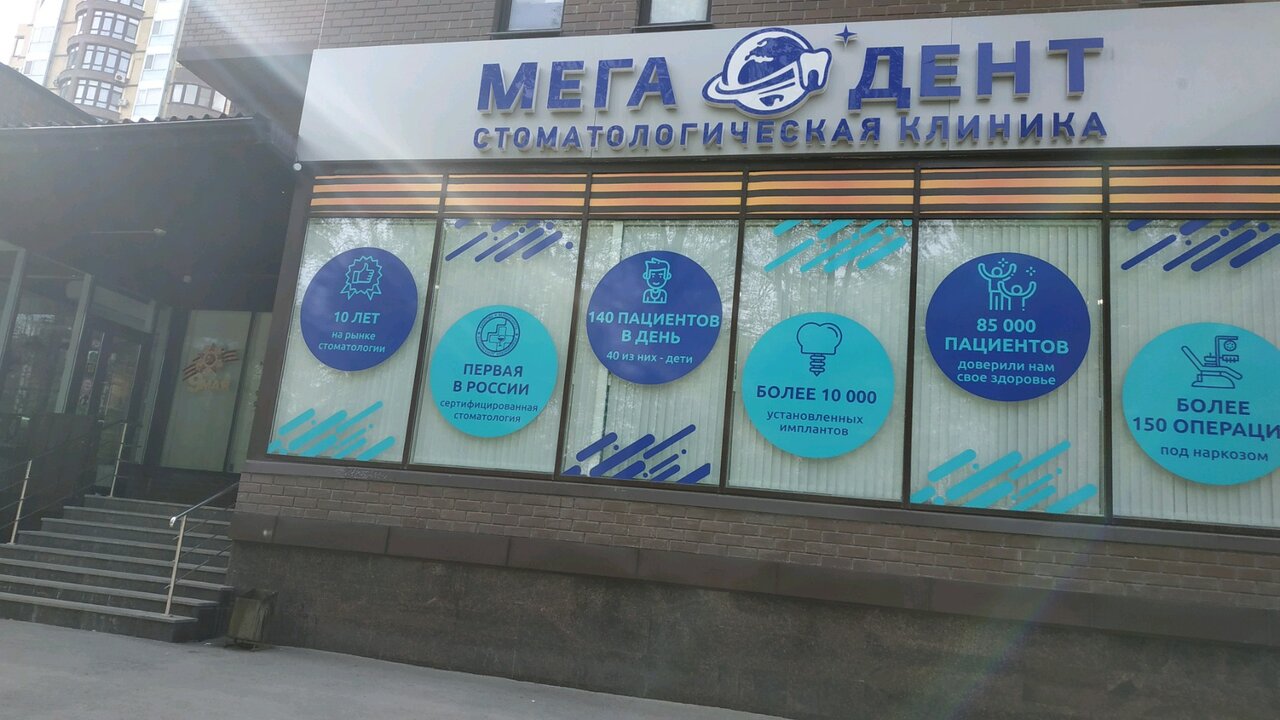 МЕГА ДЕНТ
СТОМАТОЛОГИЧЕСКАЯ КЛИНИКА
10 ЛЕТ
на рынке
стоматологии
ПЕРВАЯ
В РОССИИ
сертифицированная
стоматология
140 ПАЦИЕНТОВ
В ДЕНЬ
40 из них - дети
БОЛЕЕ 10 000
установленных
имплантов
85 000
ПАЦИЕНТОВ
доверили нам
свое здоровье
БОЛЕЕ
150 ОПЕРАЦИ
под наркозом